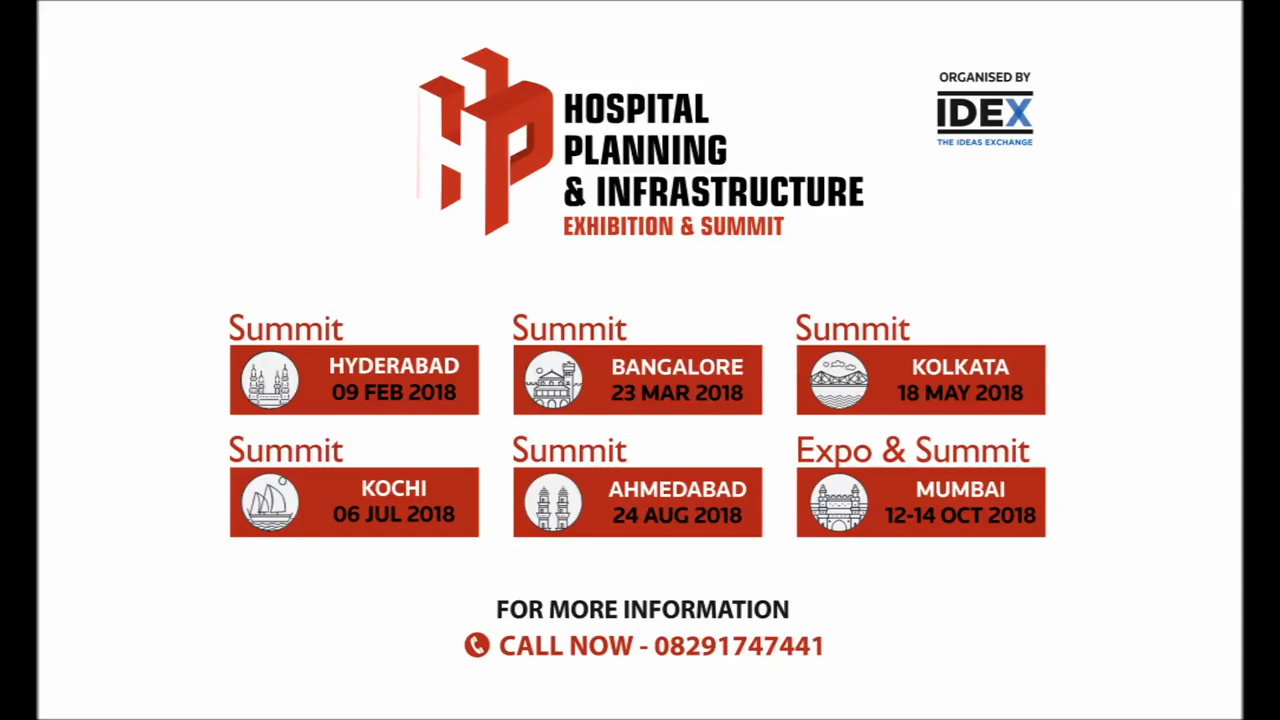 HOSPITAL
PLANNING
& INFRASTRUCTURE
EXHIBITION & SUMMIT
ORGANISED BY
IDEX
THE IDEAS EXCHANGE
Summit
HYDERABAD
09 FEB 2018
Summit
BANGALORE
23 MAR 2018
Summit
KOLKATA
18 MAY 2018
Summit
KOCHI
06 JUL 2018
Summit
AHMEDABAD
24 AUG 2018
Expo & Summit
MUMBAI
12-14 OCT 2018
FOR MORE INFORMATION
CALL NOW - 08291747441